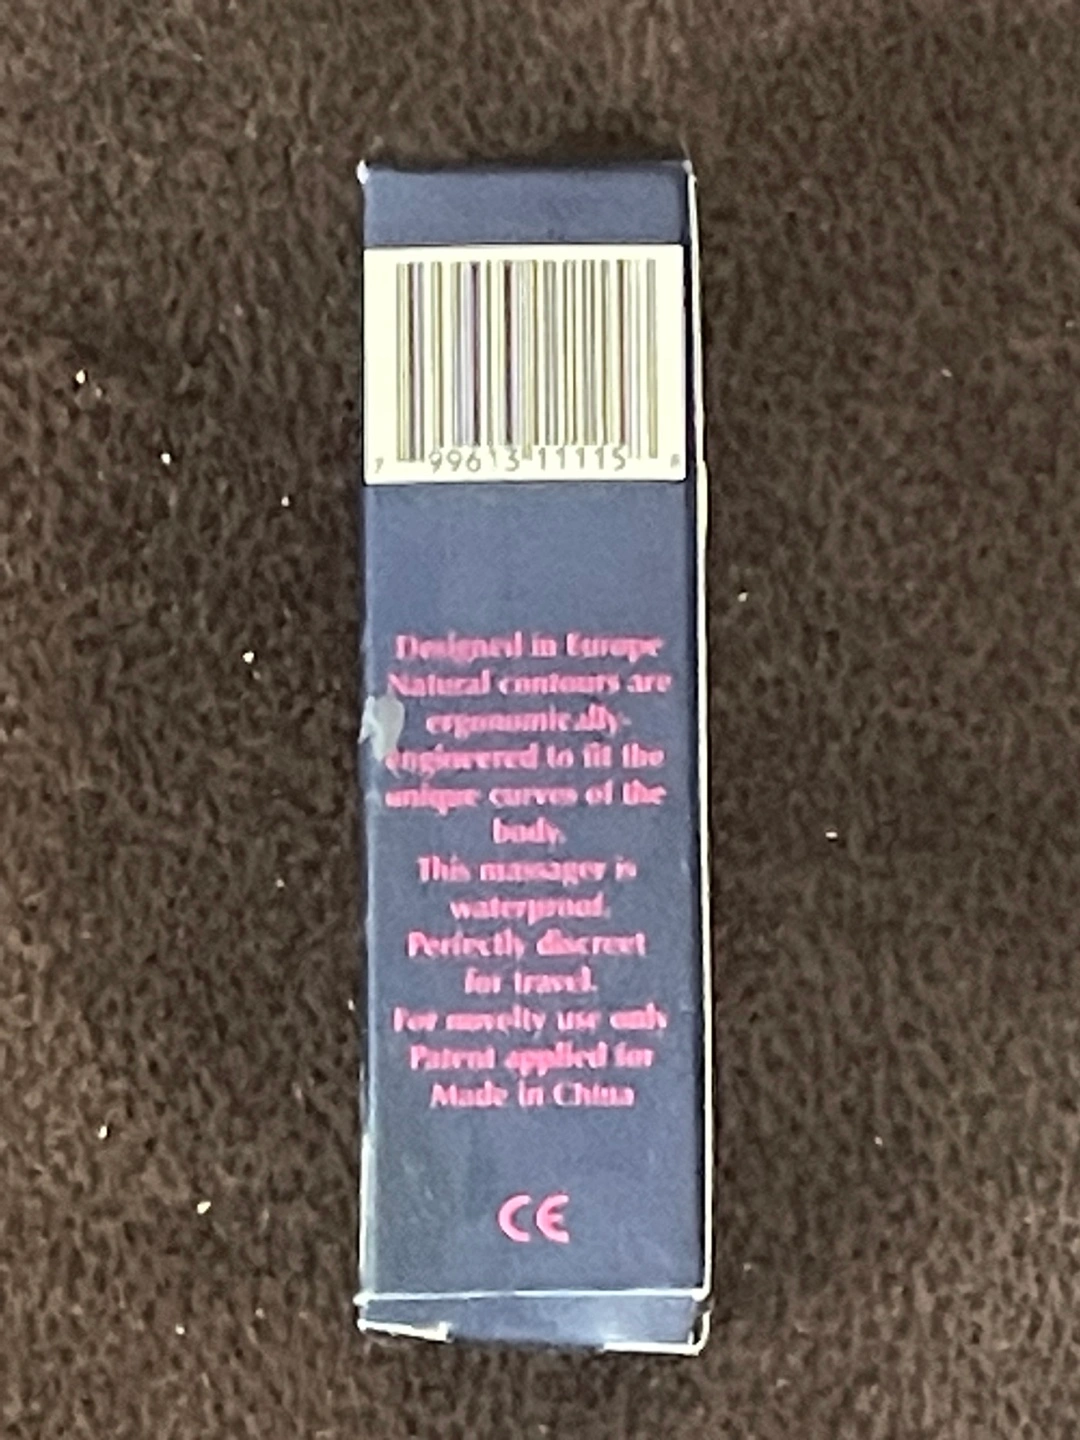 7 99613 11115 8
Designed in Europe
Natural contours are
ergonomically-
engineered to fit the
unique curves of the
body.
This massager is
waterproof.
Perfectly discreet
for travel.
For novelty use only
Patent applied for
Made in China
CE